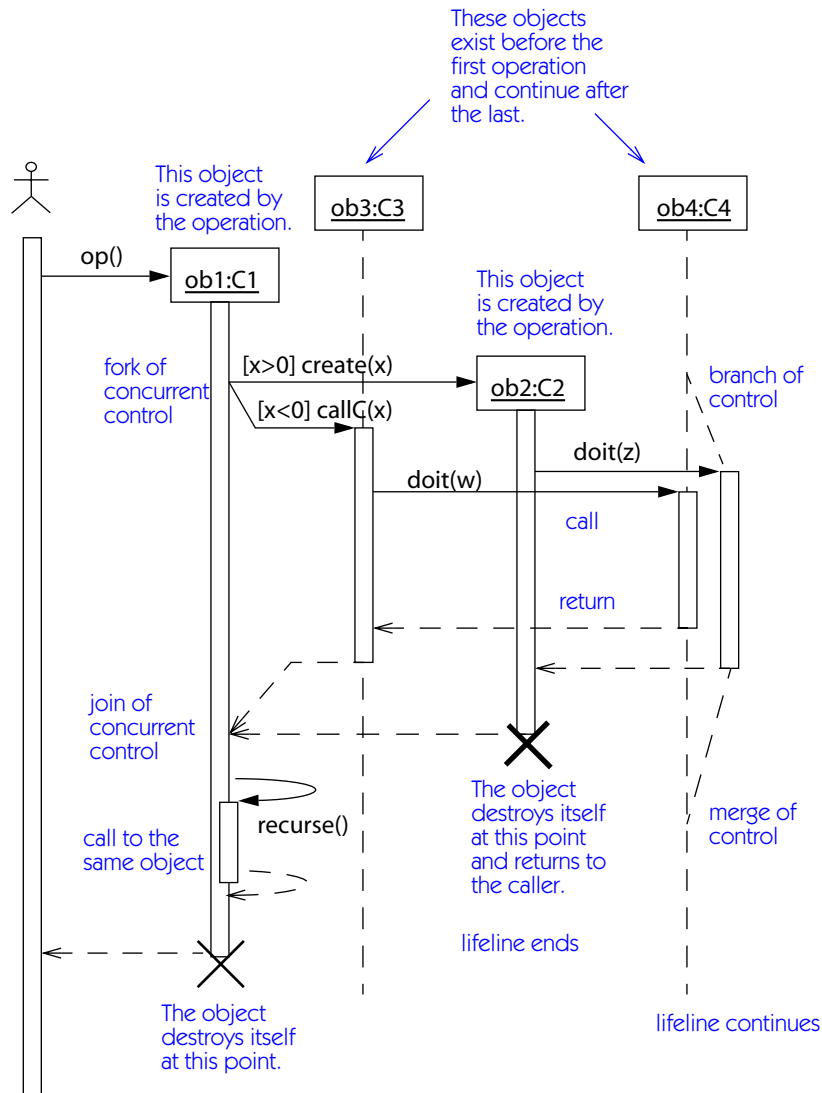 These objects
exist before the
first operation
and continue after
the last.
This object
is created by
the operation.
ob3:C3
ob4:C4
op()
ob1:C1
This object
is created by
the operation.
fork of
concurrent
control
[x>0] create(x)
ob2:C2
branch of
control
[x<0] callC(x)
doit(z)
doit(w)
call
return
join of
concurrent
control
The object
destroys itself
at this point
and returns to
the caller.
merge of
control
recurse()
call to the
same object
lifeline ends
The object
destroys itself
at this point.
lifeline continues